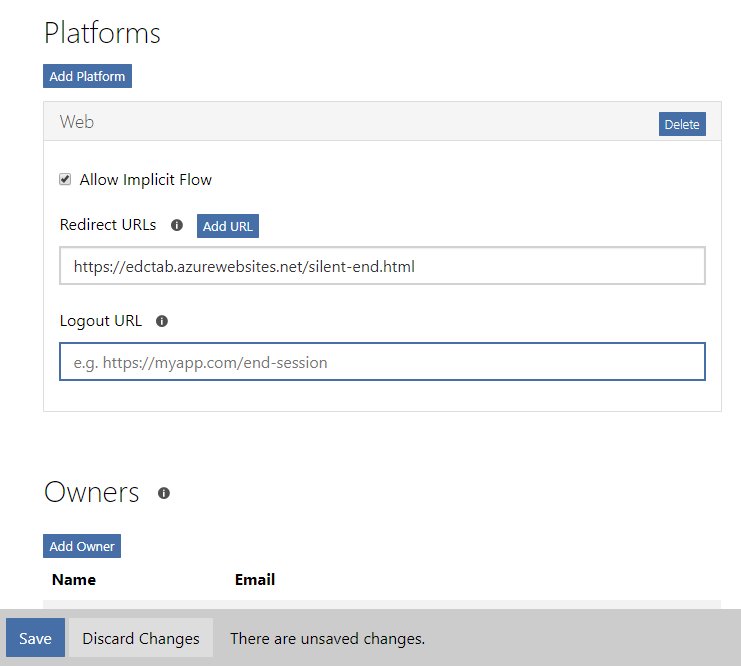 Platforms
Add Platform
Web
Delete
Allow Implicit Flow
Redirect URLs
Add URL
https://edctab.azurewebsites.net/silent-end.html
Logout URL
e.g. https://myapp.com/end-session
Owners
Add Owner
Name Email
Save Discard Changes There are unsaved changes.